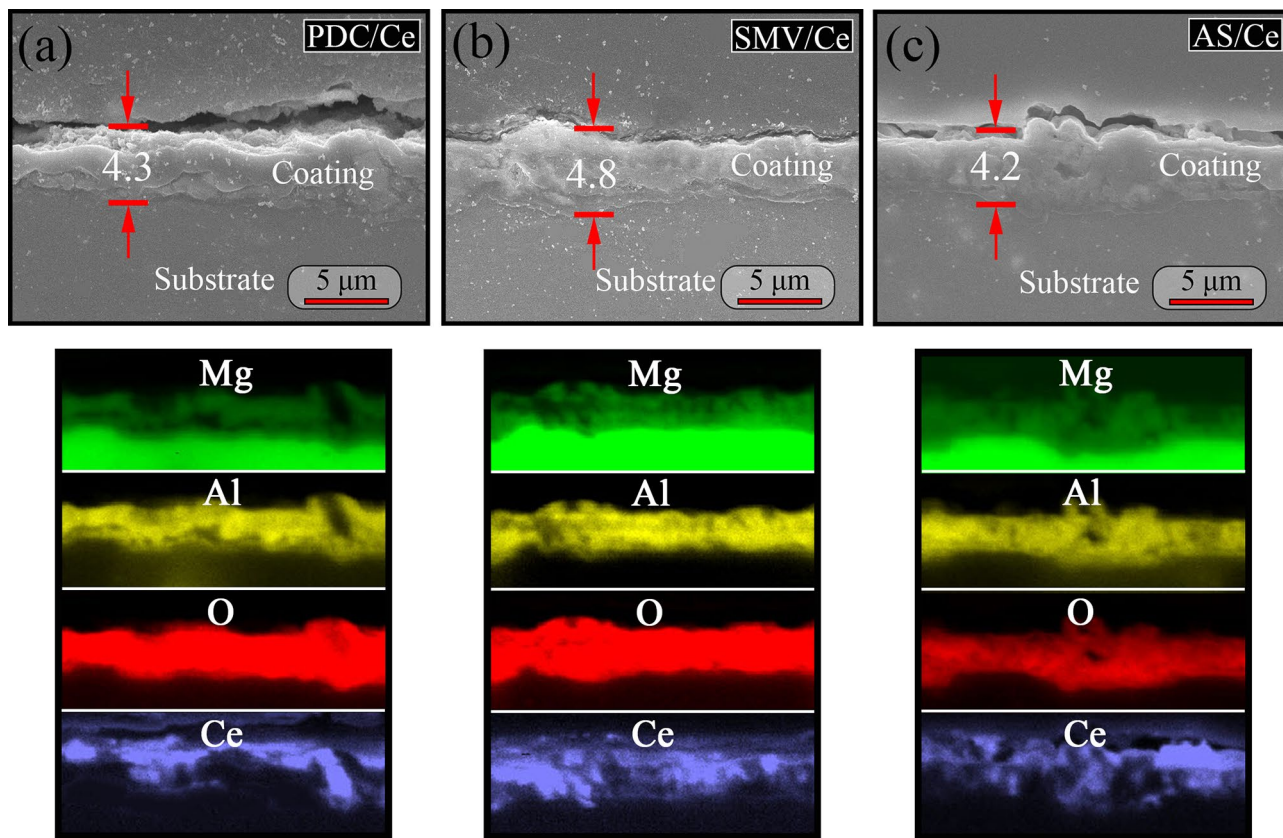 (a)
PDC/Ce
4.3
Coating
Substrate
5 μm
(b)
SMV/Ce
4.8
Coating
Substrate
5 μm
(c)
AS/Ce
4.2
Coating
Substrate
5 μm
Mg
Al
O
Ce
Mg
Al
O
Ce
Mg
Al
O
Ce